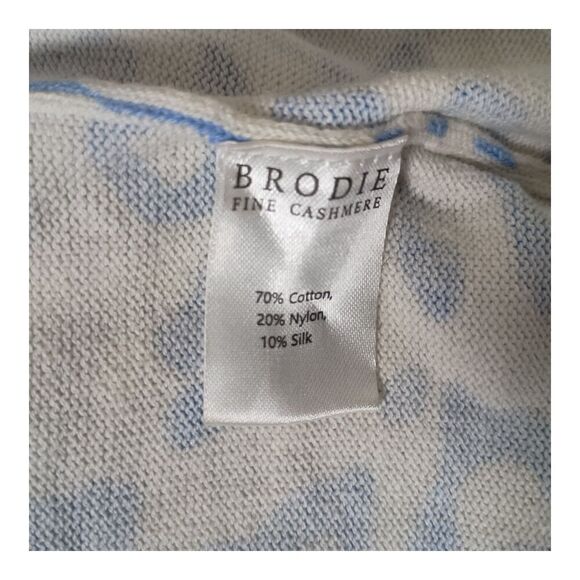 BRODIE
FINE CASHMERE
70% Cotton,
20% Nylon,
10% Silk